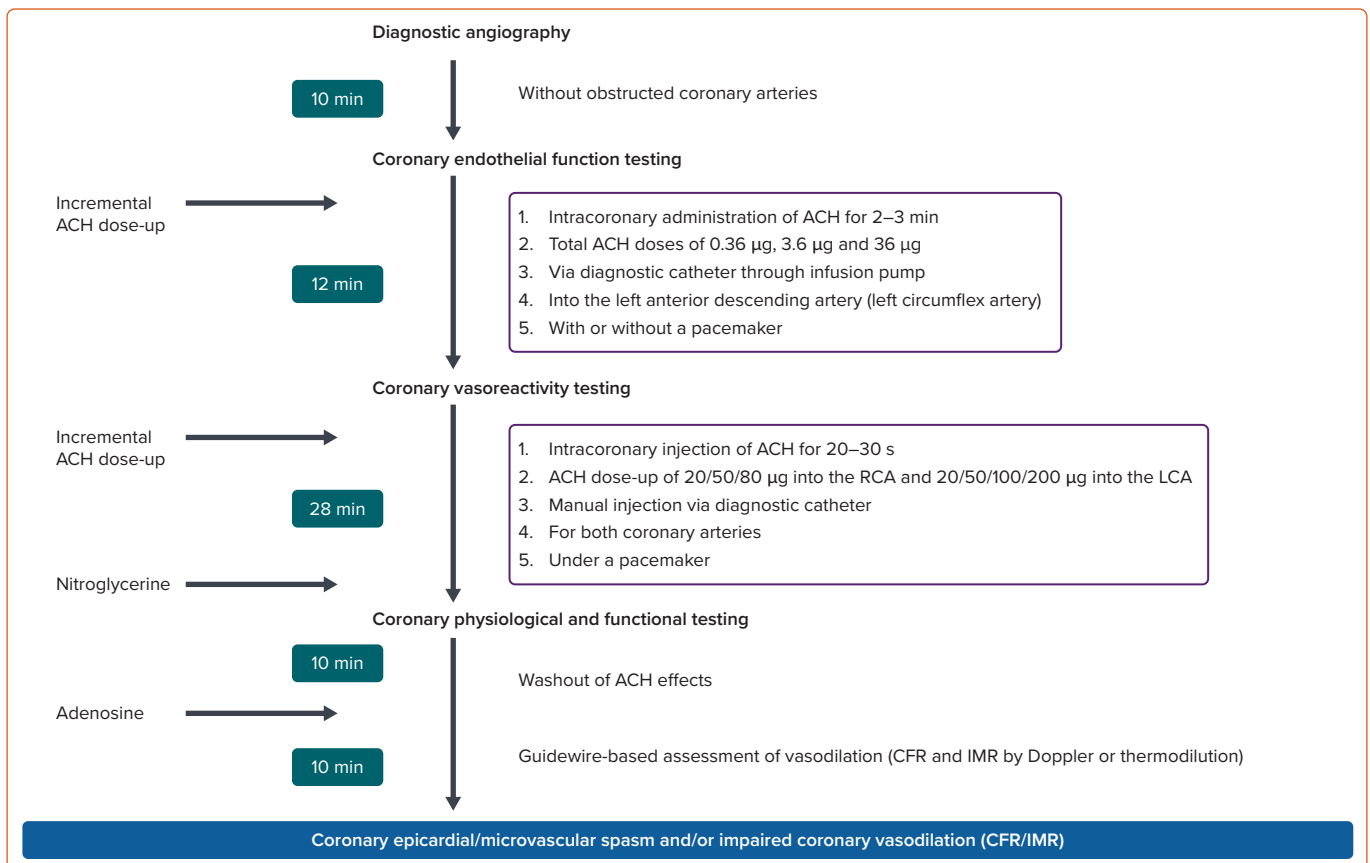 Diagnostic angiography
10 min
Without obstructed coronary arteries
Coronary endothelial function testing
Incremental
ACH dose-up
12 min
1. Intracoronary administration of ACH for 2–3 min
2. Total ACH doses of 0.36 μg, 3.6 μg and 36 μg
3. Via diagnostic catheter through infusion pump
4. Into the left anterior descending artery (left circumflex artery)
5. With or without a pacemaker
Coronary vasoreactivity testing
Incremental
ACH dose-up
28 min
1. Intracoronary injection of ACH for 20–30 s
2. ACH dose-up of 20/50/80 μg into the RCA and 20/50/100/200 μg into the LCA
3. Manual injection via diagnostic catheter
4. For both coronary arteries
5. Under a pacemaker
Nitroglycerine
Coronary physiological and functional testing
10 min
Washout of ACH effects
Adenosine
10 min
Guidewire-based assessment of vasodilation (CFR and IMR by Doppler or thermodilution)
Coronary epicardial/microvascular spasm and/or impaired coronary vasodilation (CFR/IMR)